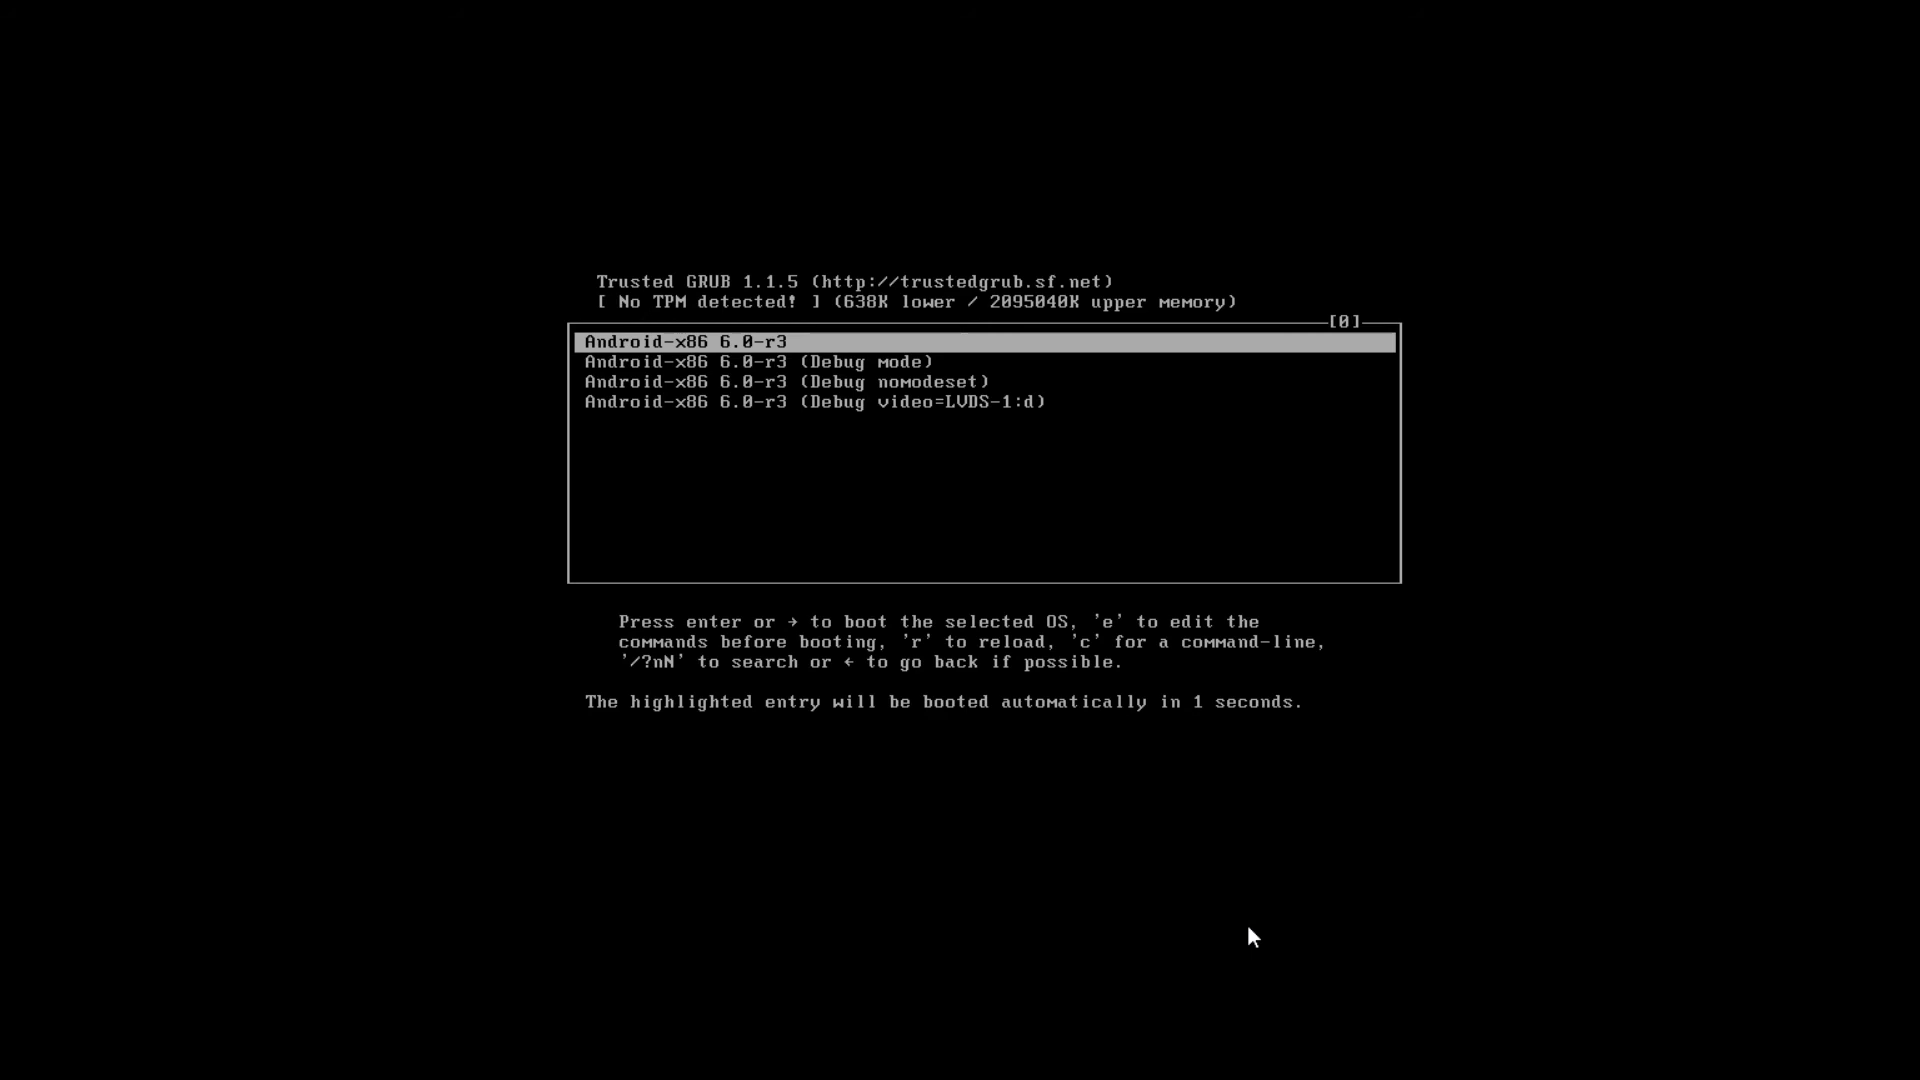 Trusted GRUB 1.1.5 (http://trustedgrub.sf.net)
[ No TPM detected! ] (638K lower / 2095040K upper memory)
[0]
Android-x86 6.0-r3
Android-x86 6.0-r3 (Debug mode)
Android-x86 6.0-r3 (Debug nomodeset)
Android-x86 6.0-r3 (Debug video=LVDS-1:d)
Press enter or → to boot the selected OS, 'e' to edit the
commands before booting, 'r' to reload, 'c' for a command-line,
'/?nN' to search or ← to go back if possible.
The highlighted entry will be booted automatically in 1 seconds.